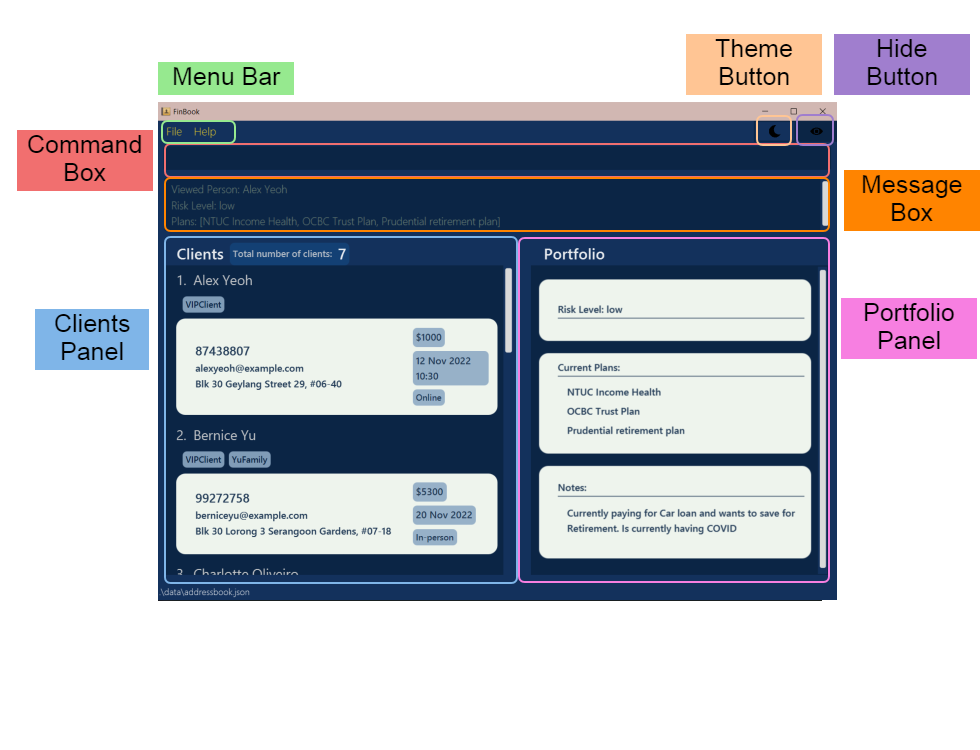 Theme
Button
Hide
Button
Menu Bar
FinBook
File Help
Command
Box
Viewed Person: Alex Yeoh
Risk Level: low
Plans: [NTUC Income Health, OCBC Trust Plan, Prudential retirement plan]
Message
Box
Clients Total number of clients: 7
1. Alex Yeoh
VIPClient
87438807
alexyeoh@example.com
Blk 30 Geylang Street 29, #06-40
$1000
12 Nov 2022
10:30
Online
2. Bernice Yu
VIPClient YuFamily
99272758
berniceyu@example.com
Blk 30 Lorong 3 Serangoon Gardens, #07-18
$5300
20 Nov 2022
In-person
3. Charlotte Oliveiro
Clients
Panel
Portfolio
Risk Level: low
Current Plans:
NTUC Income Health
OCBC Trust Plan
Prudential retirement plan
Notes:
Currently paying for Car loan and wants to save for
Retirement. Is currently having COVID
Portfolio
Panel
\data\addressbook.json